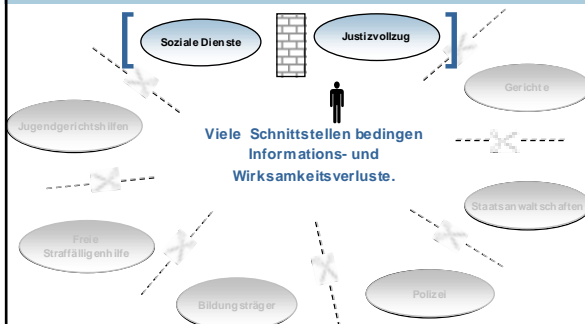 Soziale Dienste
Justizvollzug
Gerichte
Jugendgerichtshilfen
Viele Schnittstellen bedingen
Informations- und
Wirksamkeitsverluste.
Staatsanwaltschaften
Freie
Straffälligenhilfe
Bildungsträger
Polizei